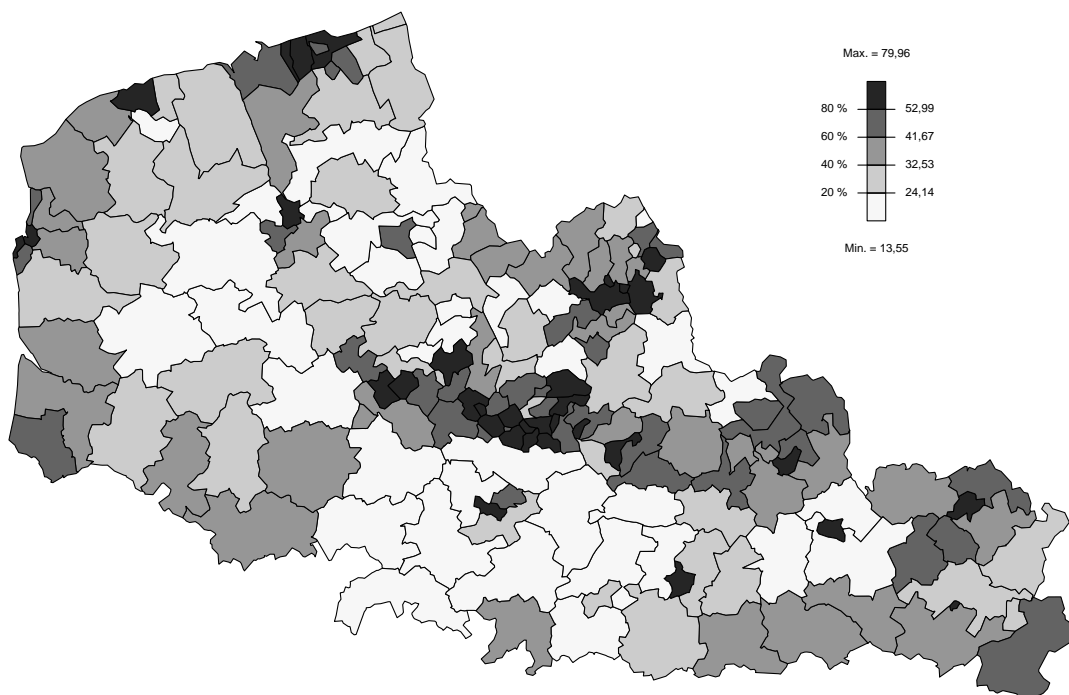 Max. = 79,96
80 % 52,99
60 % 41,67
40 % 32,53
20 % 24,14
Min. = 13,55